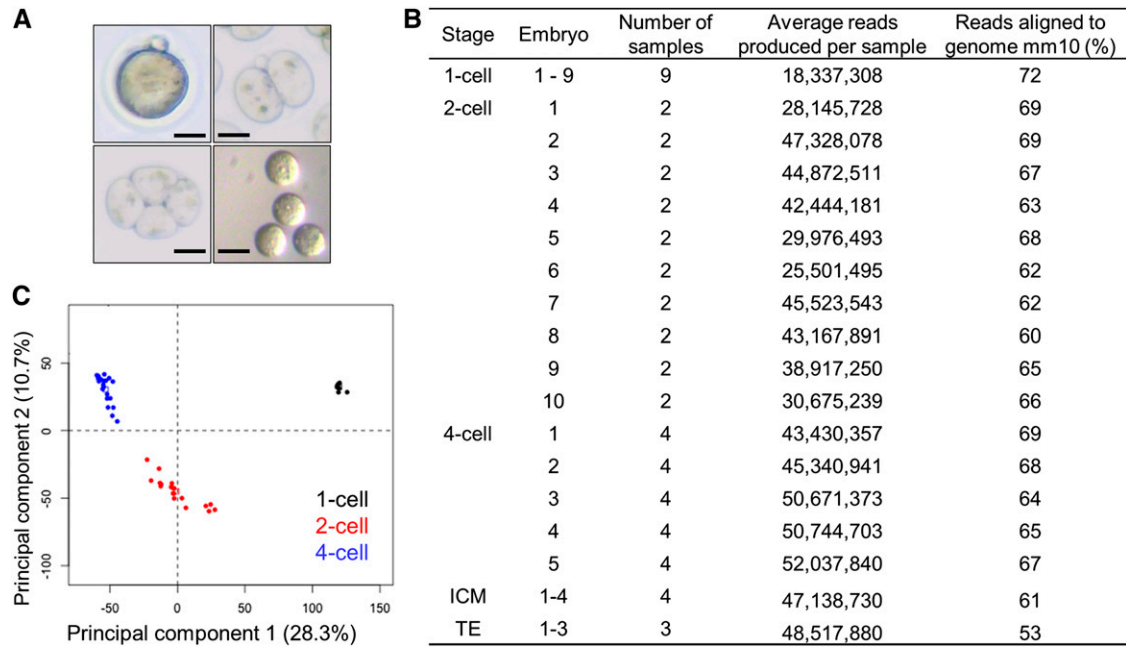 A
B
Stage Embryo Number of samples Average reads produced per sample Reads aligned to genome mm10 (%)
1-cell 1 - 9 9 18,337,308 72
2-cell 1 2 28,145,728 69
2 2 47,328,078 69
3 2 44,872,511 67
4 2 42,444,181 63
5 2 29,976,493 68
6 2 25,501,495 62
7 2 45,523,543 62
8 2 43,167,891 60
9 2 38,917,250 65
10 2 30,675,239 66
4-cell 1 4 43,430,357 69
2 4 45,340,941 68
3 4 50,671,373 64
4 4 50,744,703 65
5 4 52,037,840 67
ICM 1-4 4 47,138,730 61
TE 1-3 3 48,517,880 53
C
Principal component 2 (10.7%)
50
0
-50
-100
1-cell
2-cell
4-cell
-50 0 50 100 150
Principal component 1 (28.3%)